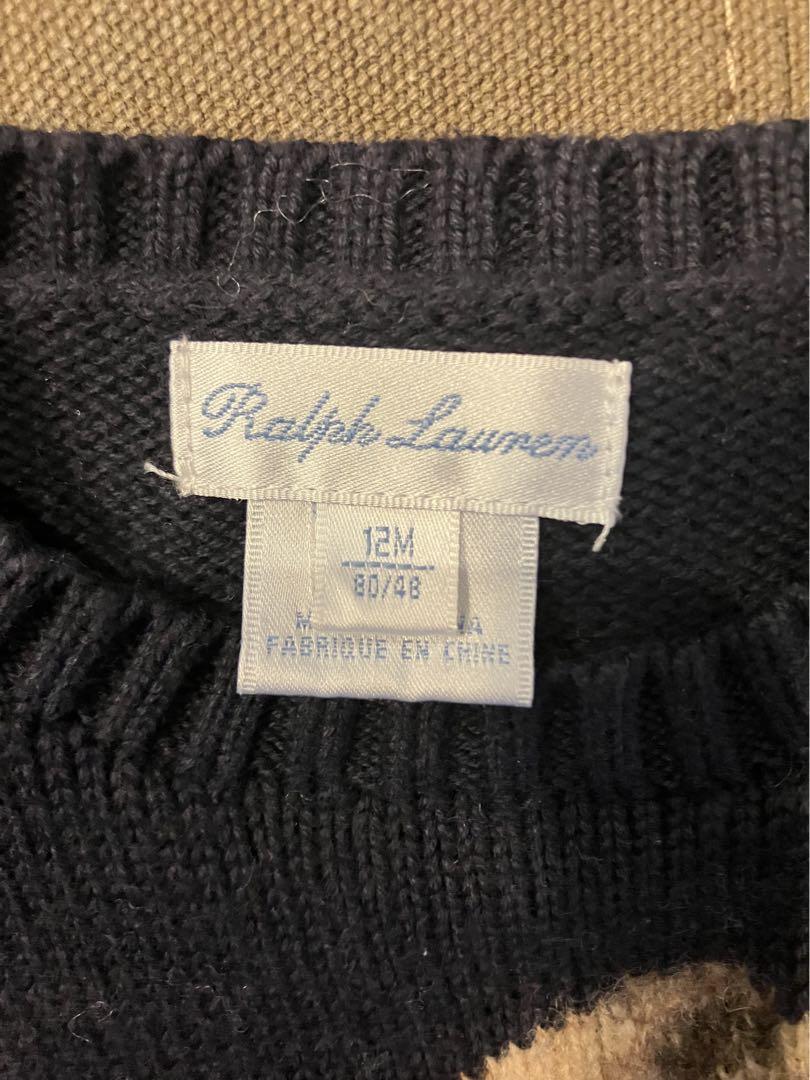 Ralph Lauren
12M
80/48
FABRIQUE EN CHINE